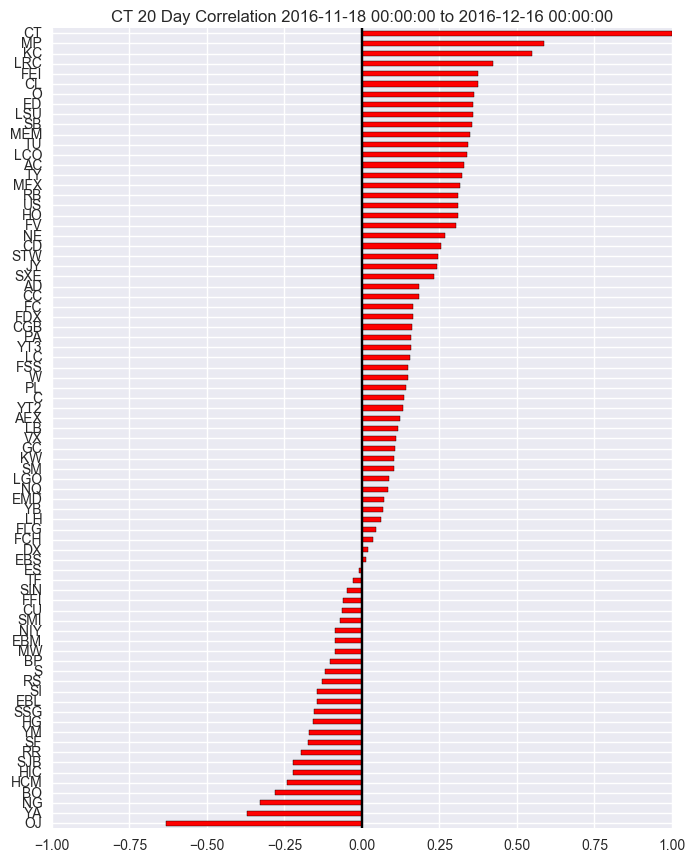 CT 20 Day Correlation 2016-11-18 00:00:00 to 2016-12-16 00:00:00
CT
MP
KC
LRC
FEI
CL
O
ED
LSU
SB
MEM
TU
LCO
AC
TY
MFX
RB
US
HO
FV
NE
CD
STW
JY
SXE
AD
CC
FC
FDX
CGB
PA
YT3
LC
FSS
W
PL
C
YT2
AEX
LB
VX
GC
KW
SM
LGO
NQ
EMD
YB
LH
FLG
FCH
DX
EBS
ES
TF
SIN
FFI
CU
SMI
NIY
EBM
MW
BP
S
RS
SI
EBL
SSG
HG
YM
SF
RR
SJB
HIC
HCM
BO
NG
YA
OJ
−1.00 −0.75 −0.50 −0.25 0.00 0.25 0.50 0.75 1.00